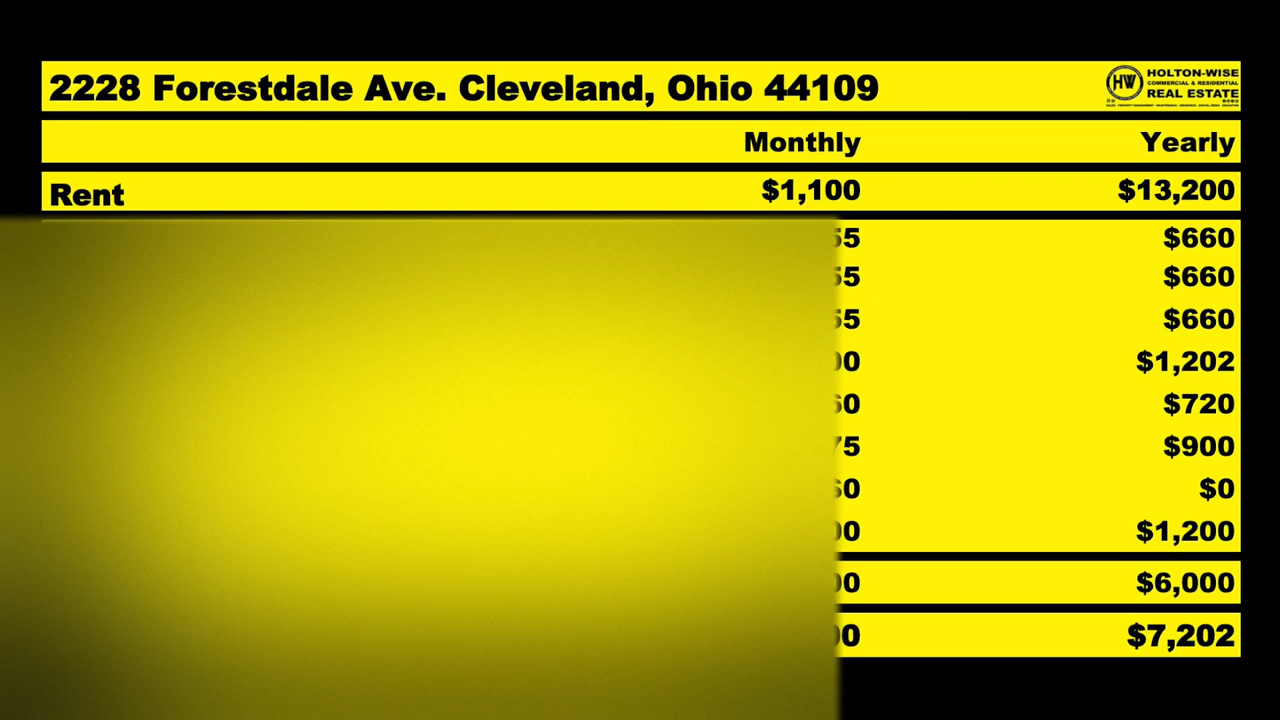 2228 Forestdale Ave. Cleveland, Ohio 44109
HW
HOLTON-WISE
COMMERCIAL & RESIDENTIAL
REAL ESTATE
Monthly Yearly
Rent $1,100 $13,200
55 $660
55 $660
55 $660
00 $1,202
60 $720
75 $900
$0 $0
00 $1,200
00 $6,000
00 $7,202